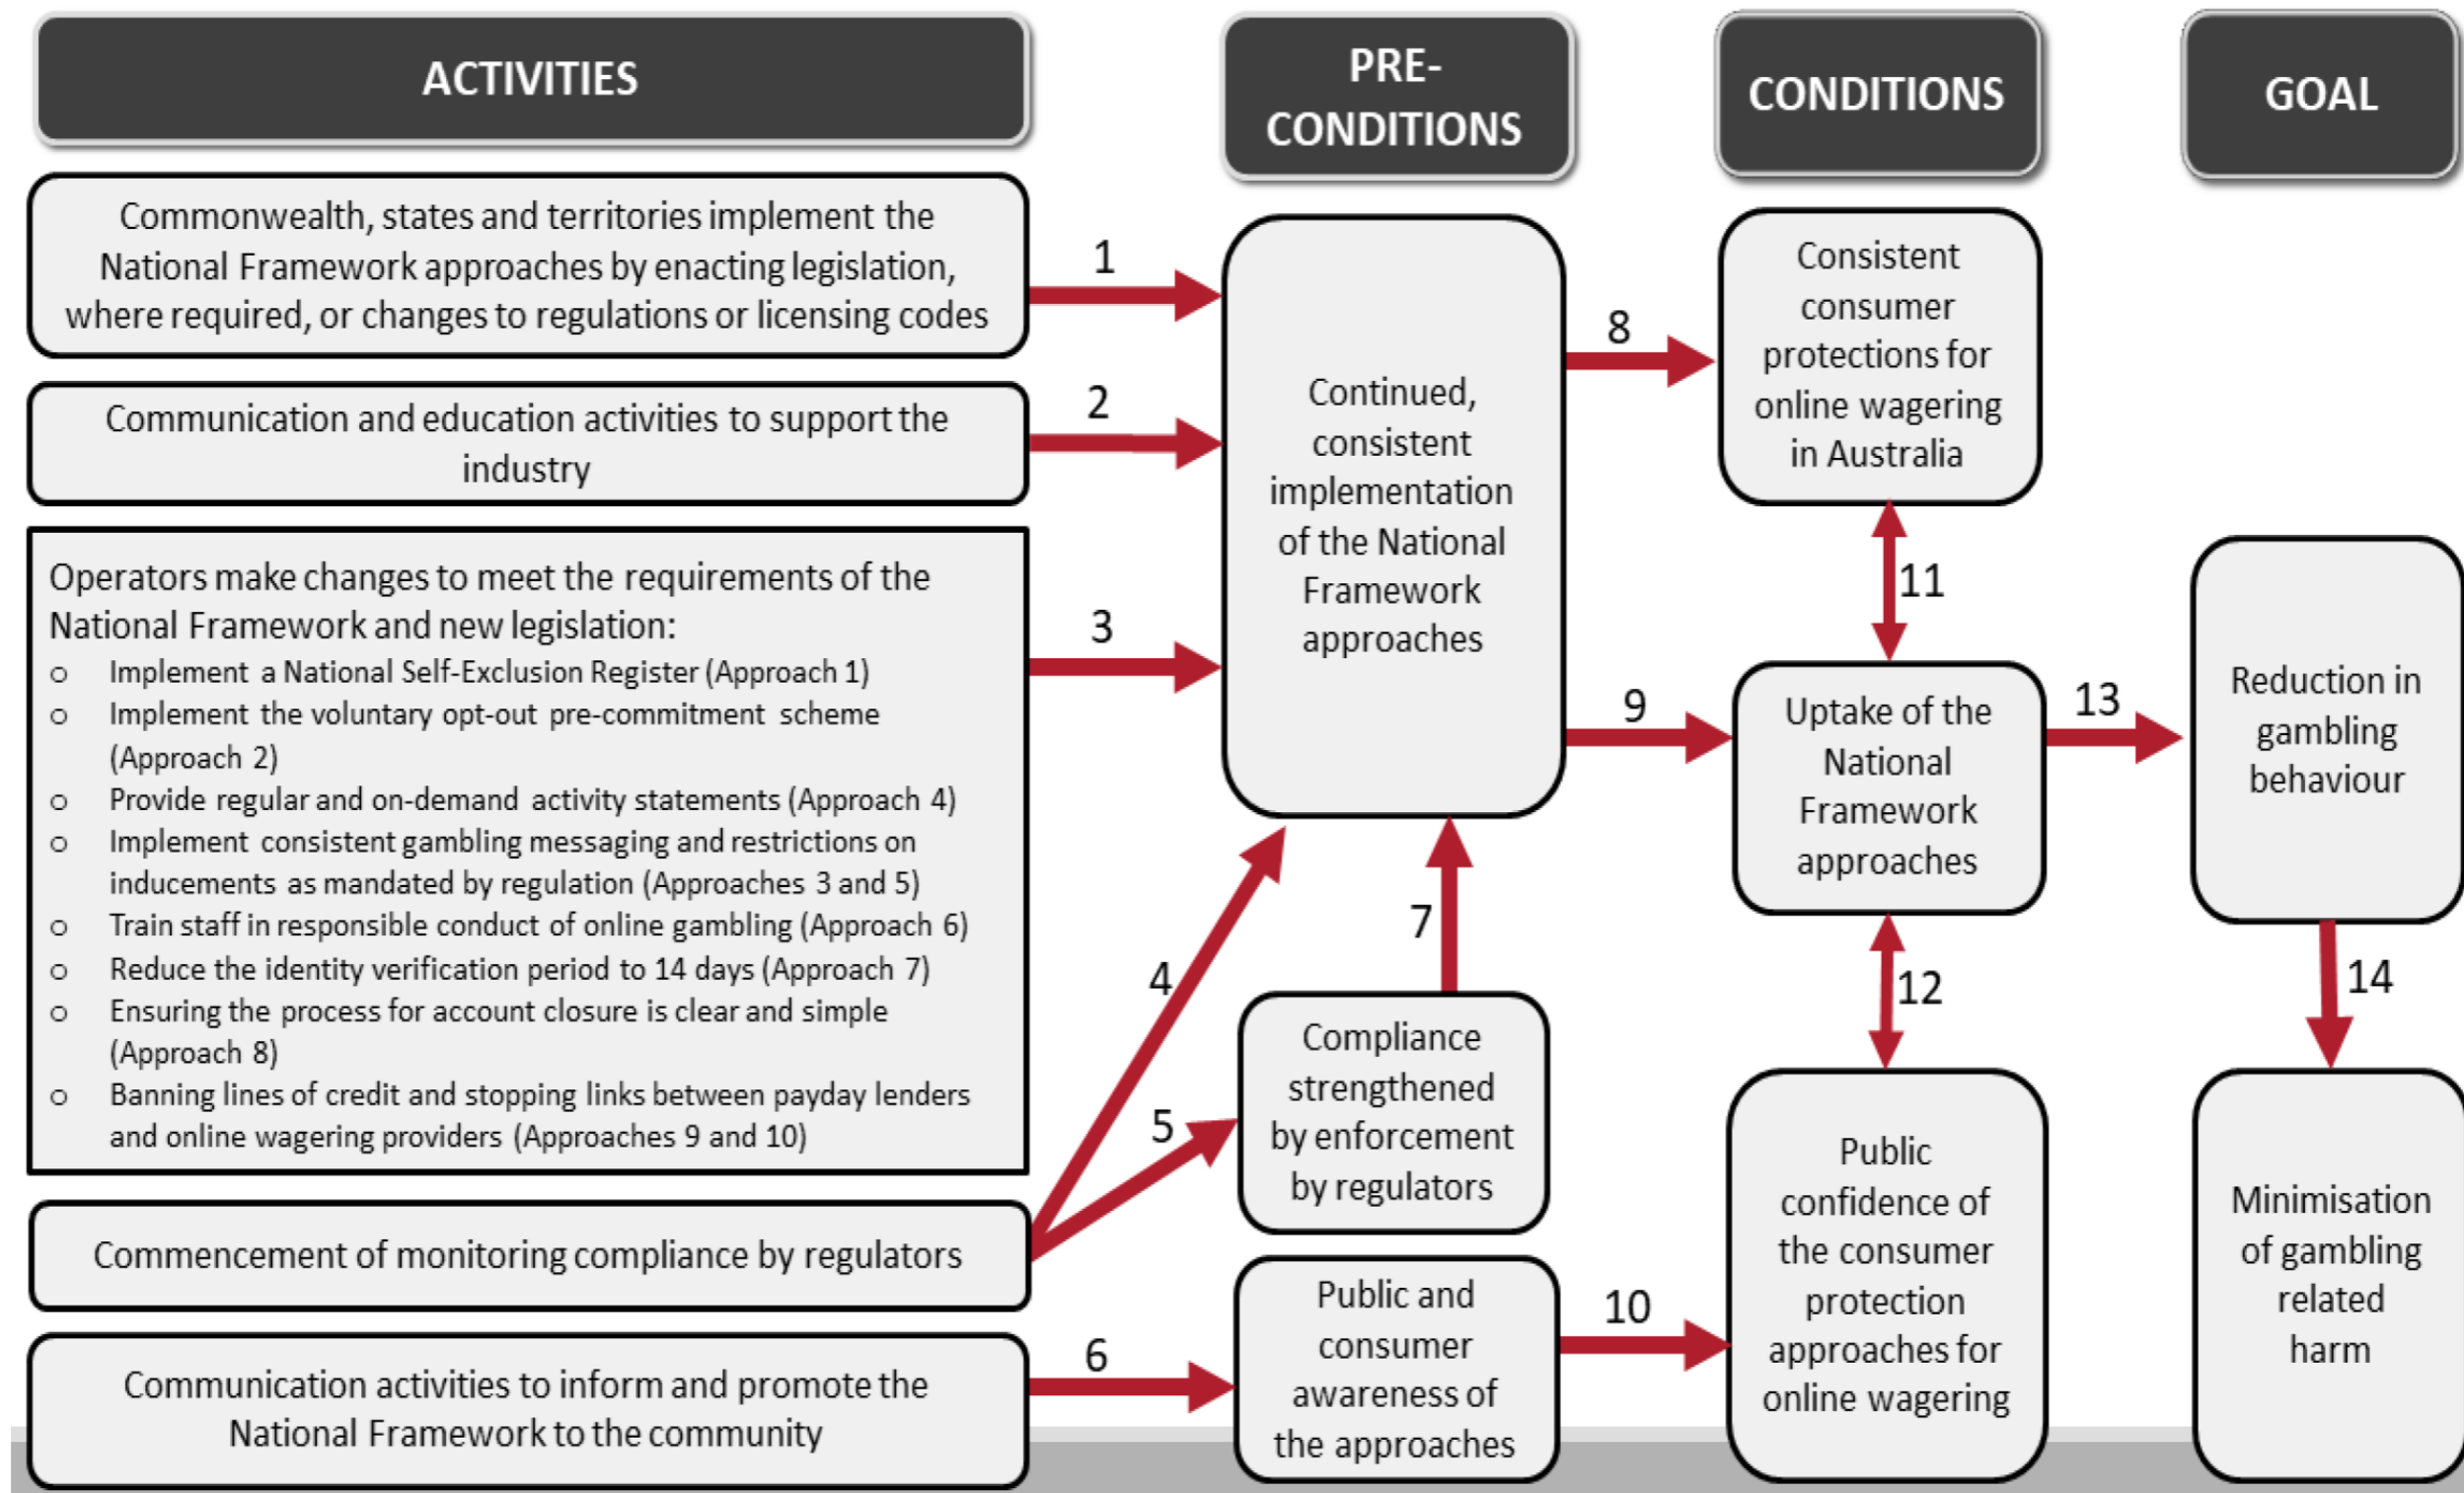 ACTIVITIES
PRE-
CONDITIONS
CONDITIONS
GOAL
Commonwealth, states and territories implement the
National Framework approaches by enacting legislation,
where required, or changes to regulations or licensing codes
1
Communication and education activities to support the
industry
2
Operators make changes to meet the requirements of the
National Framework and new legislation:
o Implement a National Self-Exclusion Register (Approach 1)
o Implement the voluntary opt-out pre-commitment scheme
(Approach 2)
o Provide regular and on-demand activity statements (Approach 4)
o Implement consistent gambling messaging and restrictions on
inducements as mandated by regulation (Approaches 3 and 5)
o Train staff in responsible conduct of online gambling (Approach 6)
o Reduce the identity verification period to 14 days (Approach 7)
o Ensuring the process for account closure is clear and simple
(Approach 8)
o Banning lines of credit and stopping links between payday lenders
and online wagering providers (Approaches 9 and 10)
3
Commencement of monitoring compliance by regulators
4
5
Communication activities to inform and promote the
National Framework to the community
6
Continued,
consistent
implementation
of the National
Framework
approaches
7
Compliance
strengthened
by enforcement
by regulators
Public and
consumer
awareness of
the approaches
8
9
10
Consistent
consumer
protections for
online wagering
in Australia
11
Uptake of the
National
Framework
approaches
12
Public
confidence of
the consumer
protection
approaches for
online wagering
13
Reduction in
gambling
behaviour
14
Minimisation
of gambling
related
harm